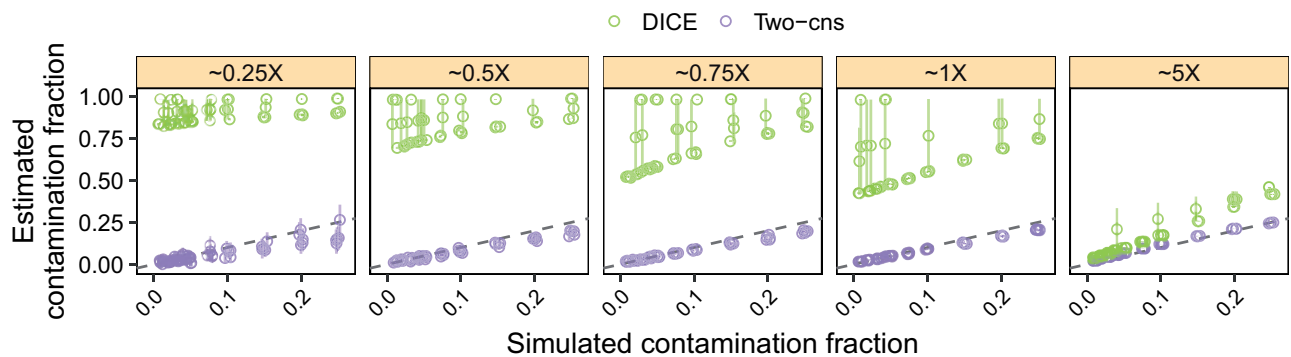 DICE Two-cns
~0.25X ~0.5X ~0.75X ~1X ~5X
Estimated
contamination fraction
1.00
0.75
0.50
0.25
0.00
0.0 0.1 0.2 0.0 0.1 0.2 0.0 0.1 0.2 0.0 0.1 0.2 0.0 0.1 0.2
Simulated contamination fraction